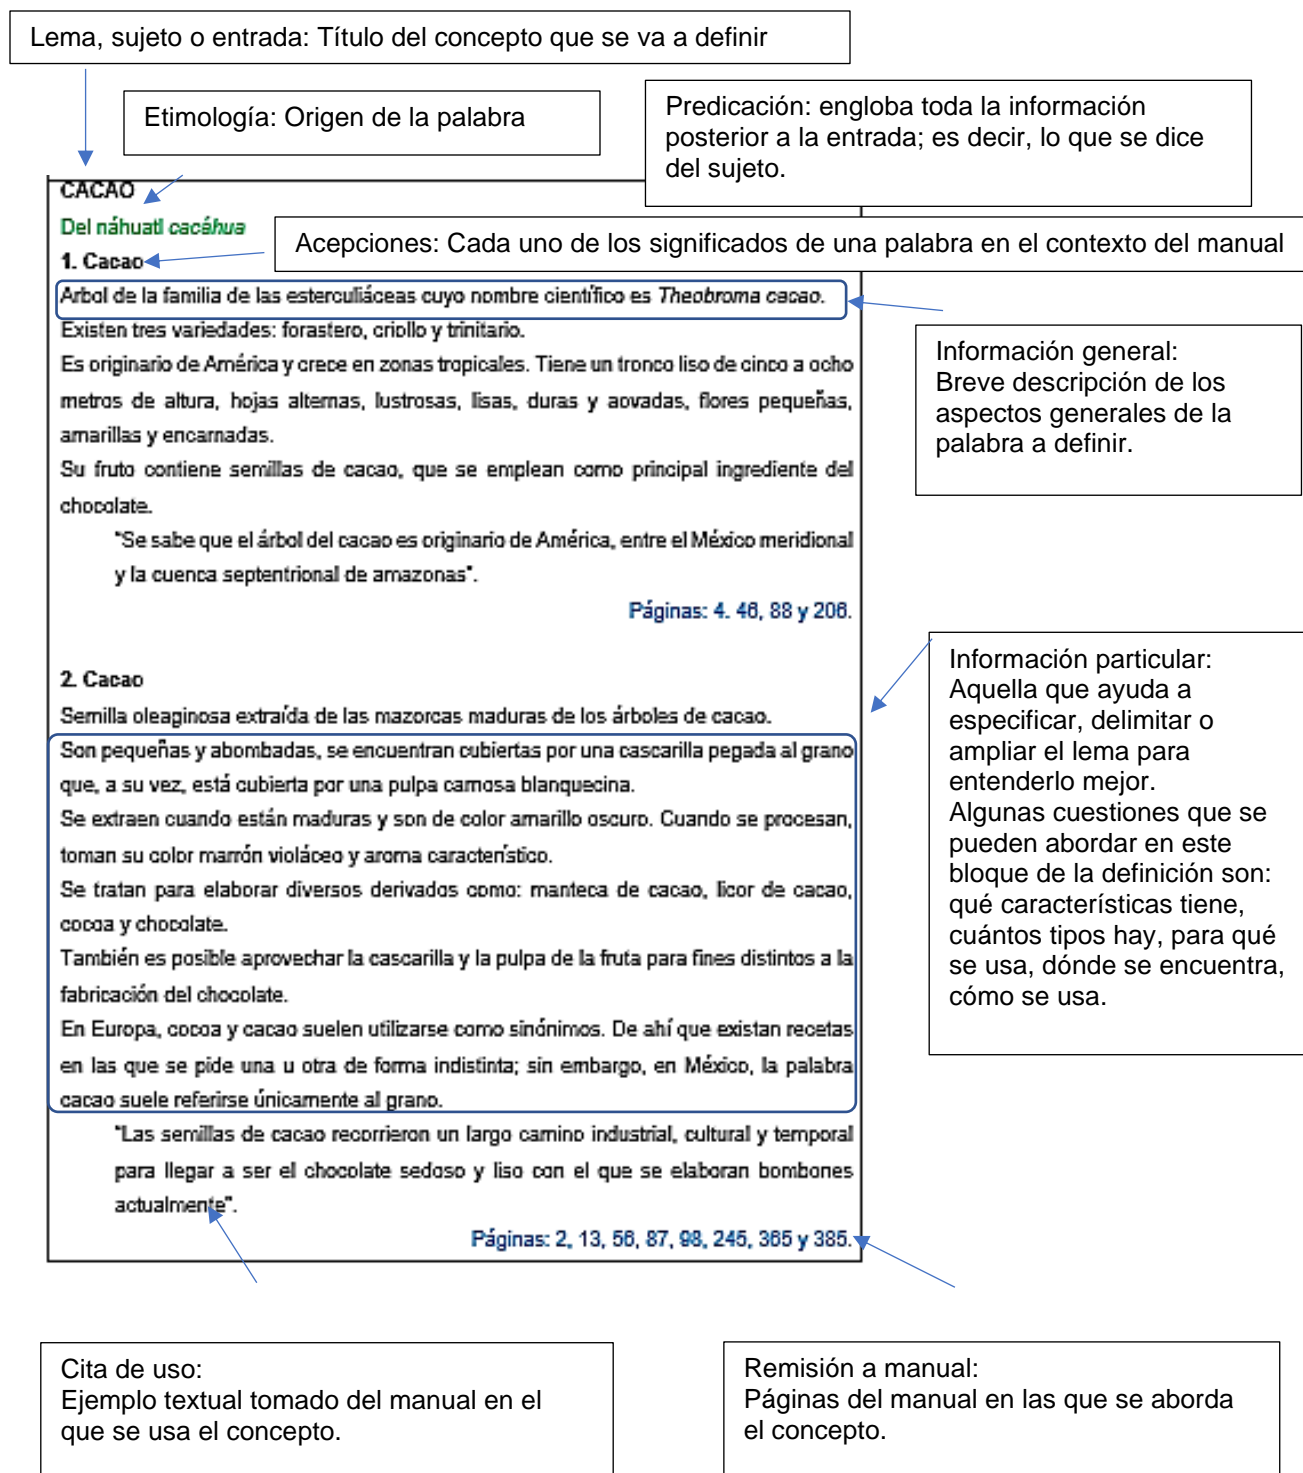 Lema, sujeto o entrada: Título del concepto que se va a definir
Etimología: Origen de la palabra
Predicación: engloba toda la información
posterior a la entrada; es decir, lo que se dice
del sujeto.
CACAO
Del náhuatl cacáhua
Acepciones: Cada uno de los significados de una palabra en el contexto del manual
1. Cacao
Arbol de la familia de las esterculiáceas cuyo nombre científico es Theobroma cacao.
Existen tres variedades: forastero, criollo y trinitario.
Es originario de América y crece en zonas tropicales. Tiene un tronco liso de cinco a ocho
metros de altura, hojas alternas, lustrosas, lisas, duras y aovadas, flores pequeñas,
amarillas y encarnadas.
Su fruto contiene semillas de cacao, que se emplean como principal ingrediente del
chocolate.
"Se sabe que el árbol del cacao es originario de América, entre el México meridional
y la cuenca septentrional de amazonas".
Páginas: 4. 46, 88 y 206.
Información general:
Breve descripción de los
aspectos generales de la
palabra a definir.
2. Cacao
Semilla oleaginosa extraída de las mazorcas maduras de los árboles de cacao.
Son pequeñas y abombadas, se encuentran cubiertas por una cascarilla pegada al grano
que, a su vez, está cubierta por una pulpa carnosa blanquecina.
Se extraen cuando están maduras y son de color amarillo oscuro. Cuando se procesan,
toman su color marrón violáceo y aroma característico.
Se tratan para elaborar diversos derivados como: manteca de cacao, licor de cacao,
cocoa y chocolate.
También es posible aprovechar la cascarilla y la pulpa de la fruta para fines distintos a la
fabricación del chocolate.
En Europa, cocoa y cacao suelen utilizarse como sinónimos. De ahí que existan recetas
en las que se pide una u otra de forma indistinta; sin embargo, en México, la palabra
cacao suele referirse únicamente al grano.
"Las semillas de cacao recorrieron un largo camino industrial, cultural y temporal
para llegar a ser el chocolate sedoso y liso con el que se elaboran bombones
actualmente".
Páginas: 2, 13, 56, 87, 98, 245, 365 y 385.
Información particular:
Aquella que ayuda a
especificar, delimitar o
ampliar el lema para
entenderlo mejor.
Algunas cuestiones que se
pueden abordar en este
bloque de la definición son:
qué características tiene,
cuántos tipos hay, para qué
se usa, dónde se encuentra,
cómo se usa.
Cita de uso:
Ejemplo textual tomado del manual en el
que se usa el concepto.
Remisión a manual:
Páginas del manual en las que se aborda
el concepto.